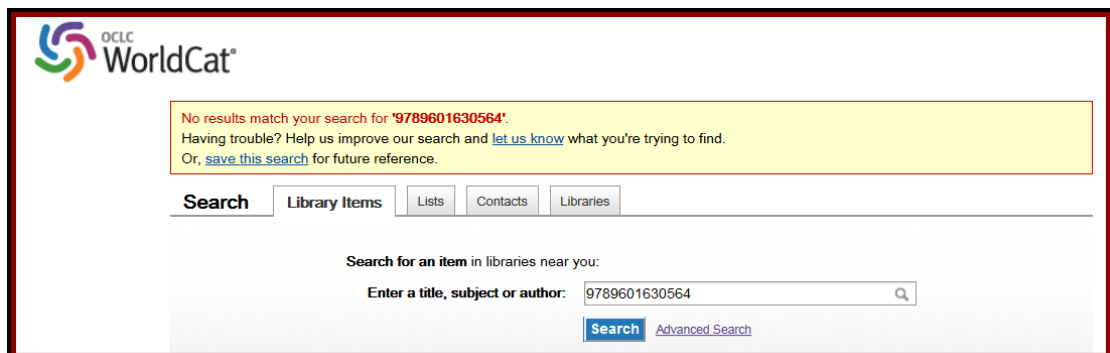 OCLC
WorldCat®
No results match your search for '9789601630564'.
Having trouble? Help us improve our search and let us know what you're trying to find.
Or, save this search for future reference.
Search Library Items Lists Contacts Libraries
Search for an item in libraries near you:
Enter a title, subject or author: 9789601630564
Search Advanced Search